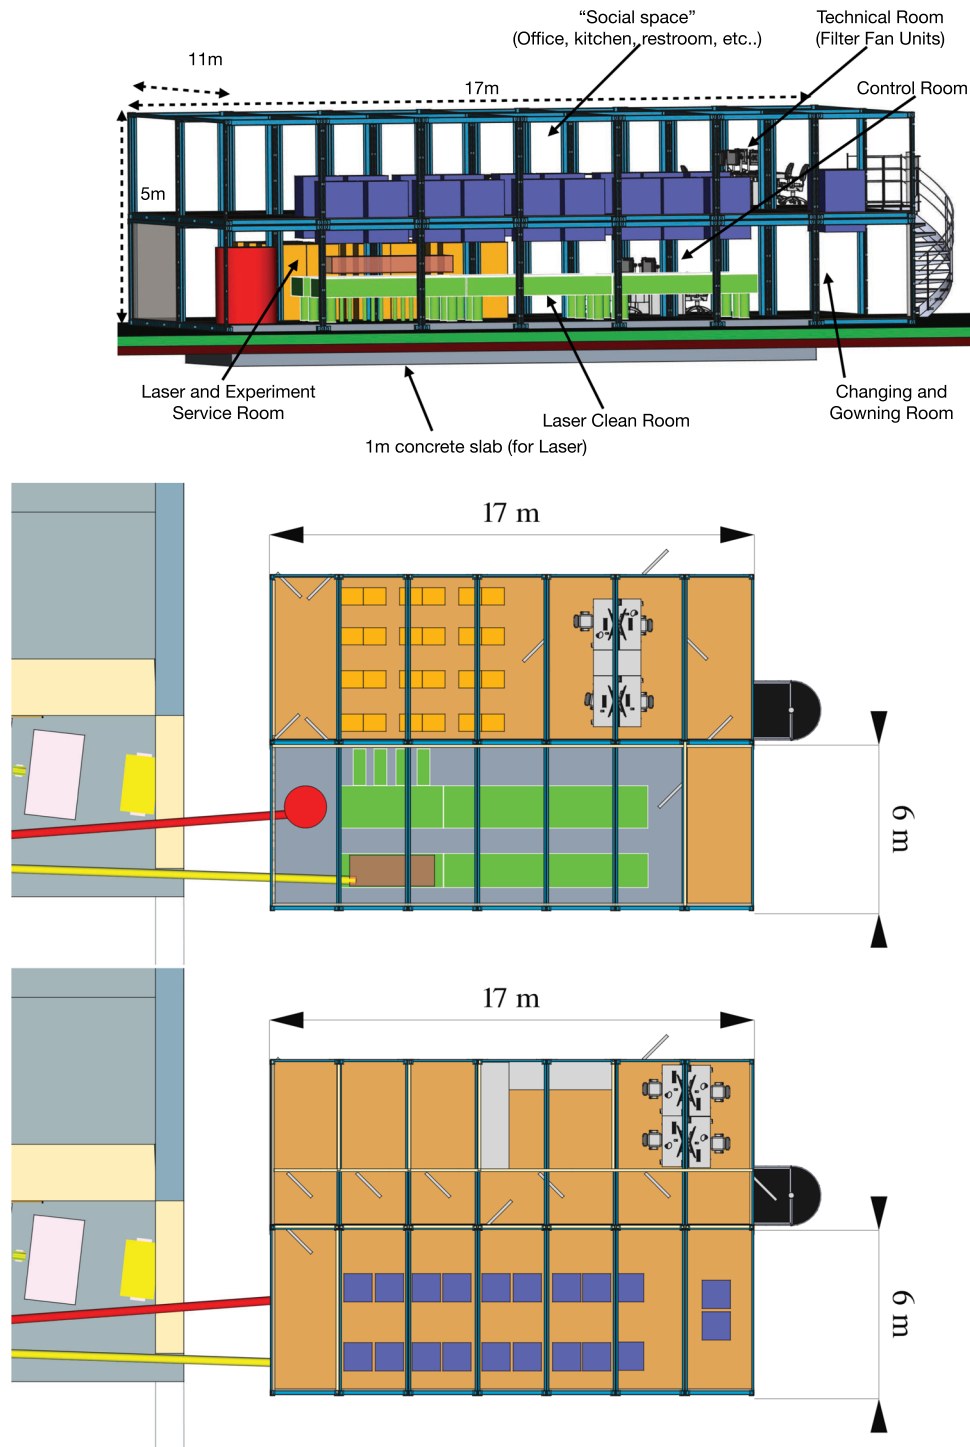 “Social space”
(Office, kitchen, restroom, etc..)
Technical Room
(Filter Fan Units)
11m
17m
Control Room
5m
Laser and Experiment
Service Room
Laser Clean Room
Changing and
Gowning Room
1m concrete slab (for Laser)
17 m
6 m
17 m
6 m